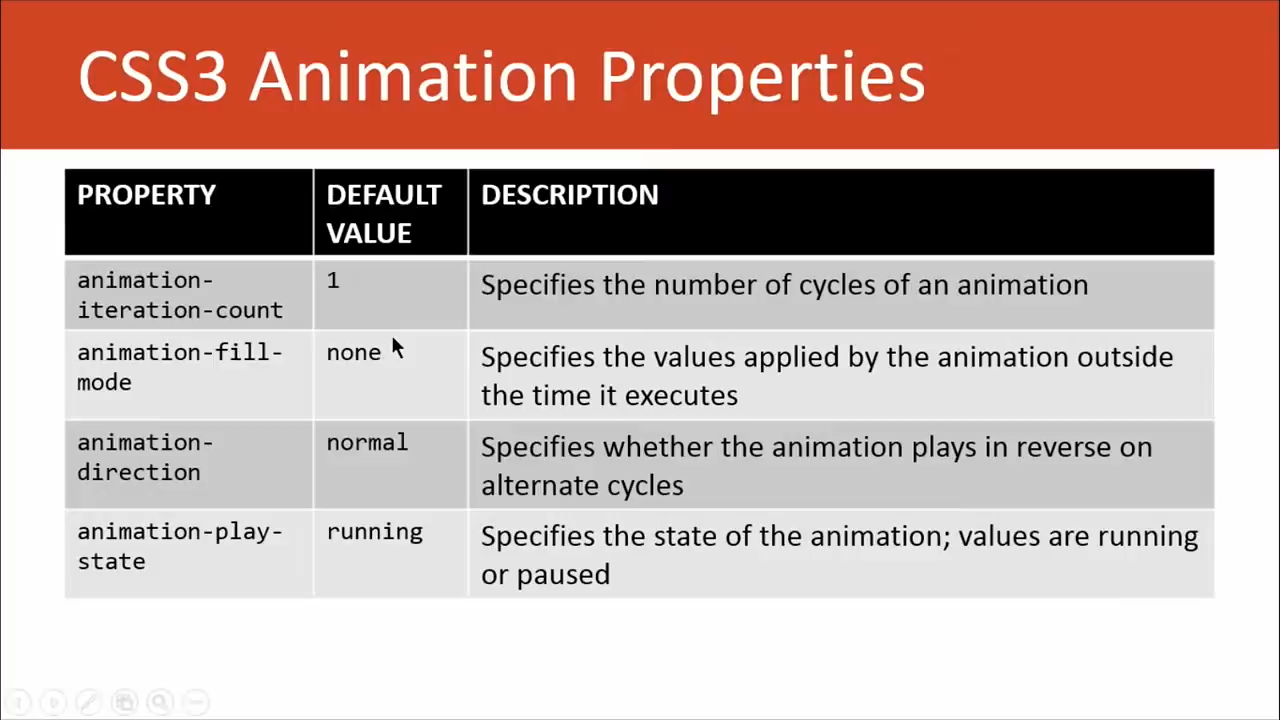 CSS3 Animation Properties
PROPERTY
DEFAULT
VALUE
DESCRIPTION
animation-
iteration-count
1
Specifies the number of cycles of an animation
animation-fill-
mode
none
Specifies the values applied by the animation outside
the time it executes
animation-
direction
normal
Specifies whether the animation plays in reverse on
alternate cycles
animation-play-
state
running
Specifies the state of the animation; values are running
or paused